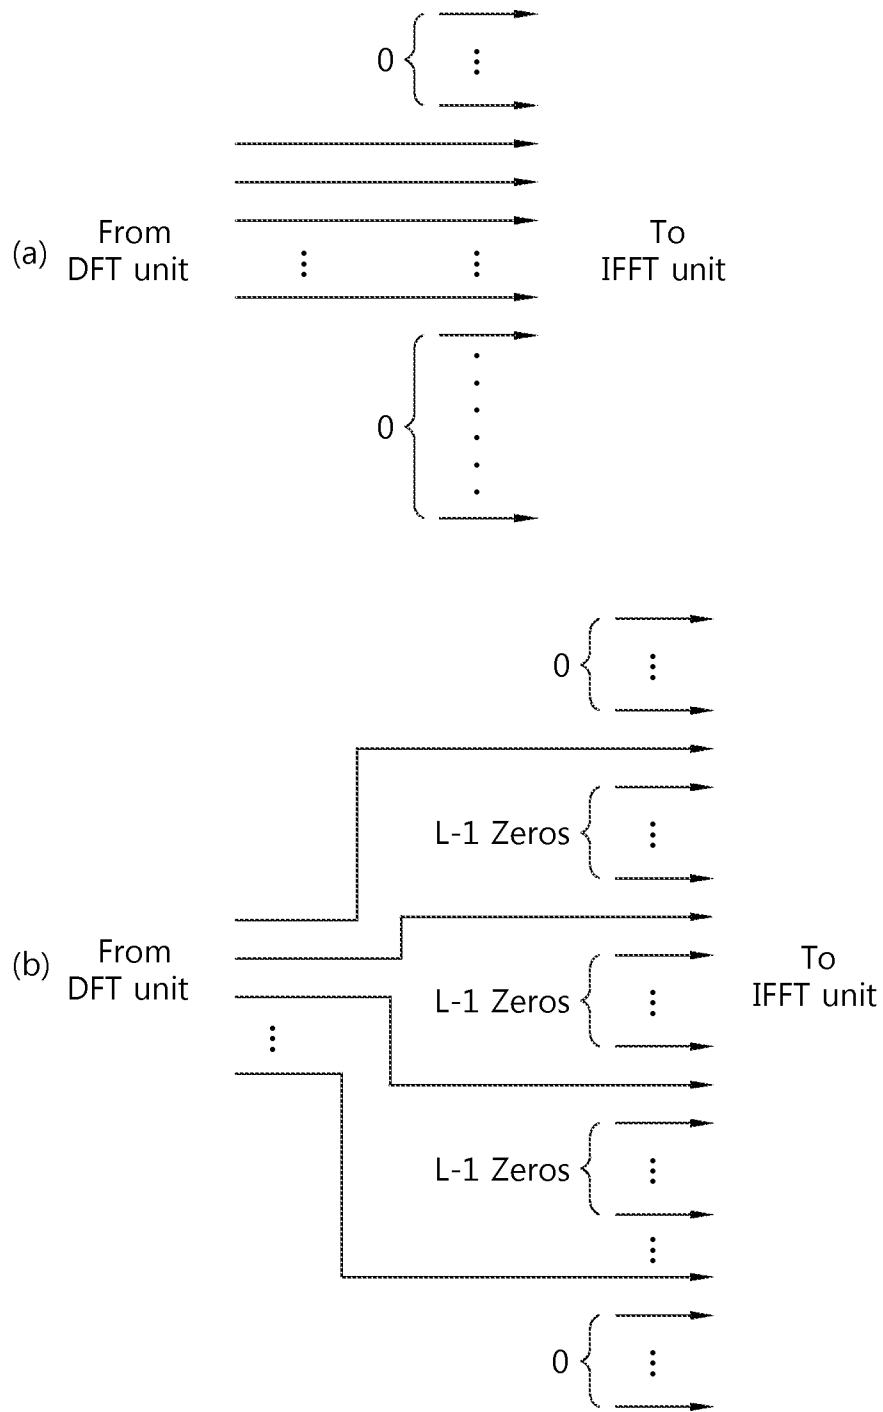 0
(a)
From
DFT unit
To
IFFT unit
0
0
L-1 Zeros
(b)
From
DFT unit
L-1 Zeros
To
IFFT unit
L-1 Zeros
0